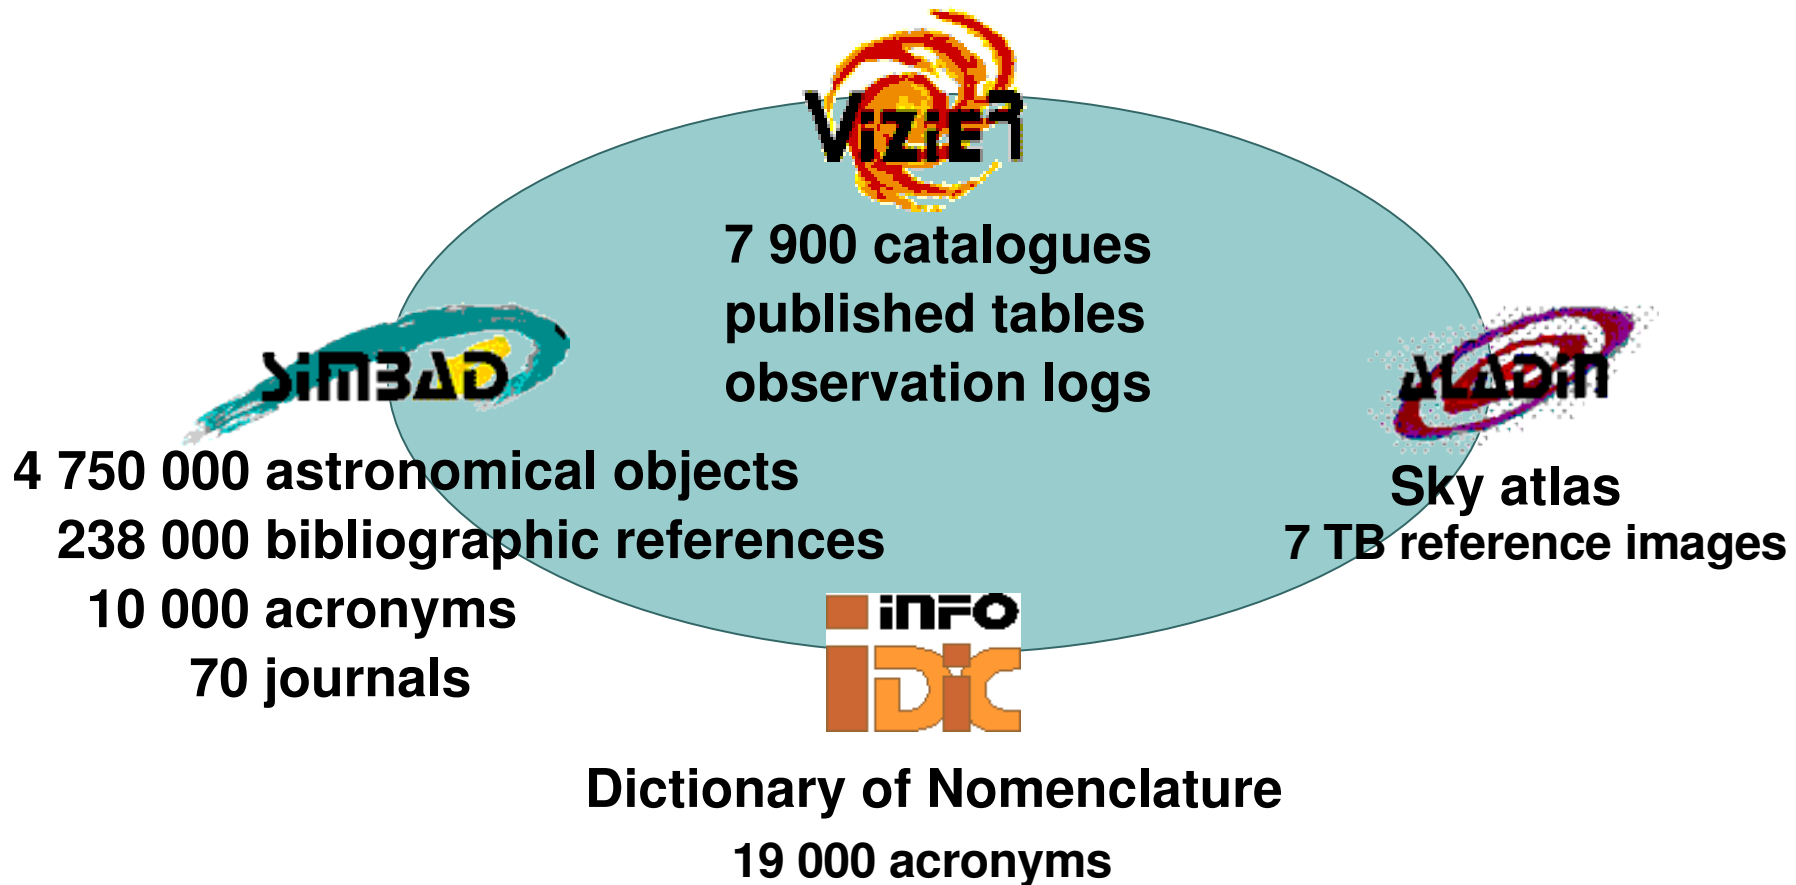 ViZiER
7 900 catalogues
published tables
observation logs
SiMBAD
4 750 000 astronomical objects
238 000 bibliographic references
10 000 acronyms
70 journals
ALADiN
Sky atlas
7 TB reference images
iNFO
DiC
Dictionary of Nomenclature
19 000 acronyms